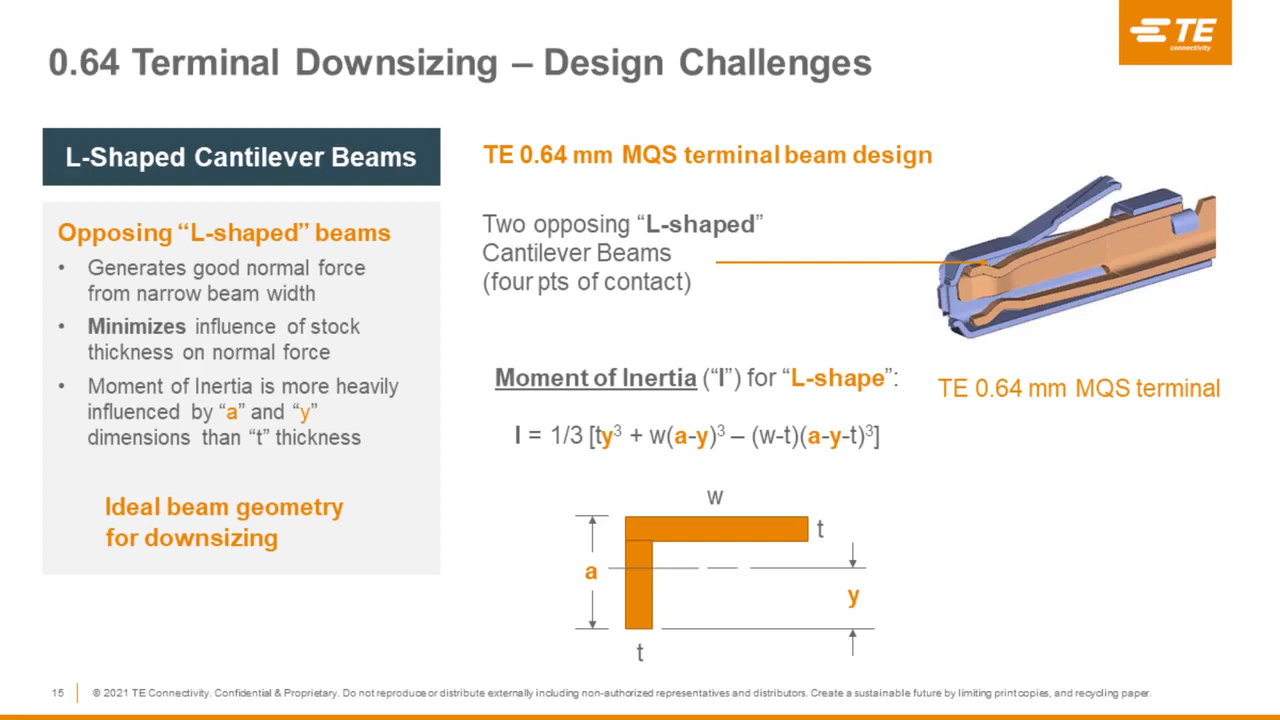 0.64 Terminal Downsizing – Design Challenges
TE
connectivity
L-Shaped Cantilever Beams
Opposing “L-shaped” beams
• Generates good normal force
from narrow beam width
• Minimizes influence of stock
thickness on normal force
• Moment of Inertia is more heavily
influenced by “a” and “y”
dimensions than “t” thickness
Ideal beam geometry
for downsizing
TE 0.64 mm MQS terminal beam design
Two opposing “L-shaped”
Cantilever Beams
(four pts of contact)
TE 0.64 mm MQS terminal
Moment of Inertia (“I”) for “L-shape”:
I = 1/3 [ty³ + w(a-y)³ – (w-t)(a-y-t)³]
w
t
a
y
t
15
© 2021 TE Connectivity. Confidential & Proprietary. Do not reproduce or distribute externally including non-authorized representatives and distributors. Create a sustainable future by limiting print copies, and recycling paper.